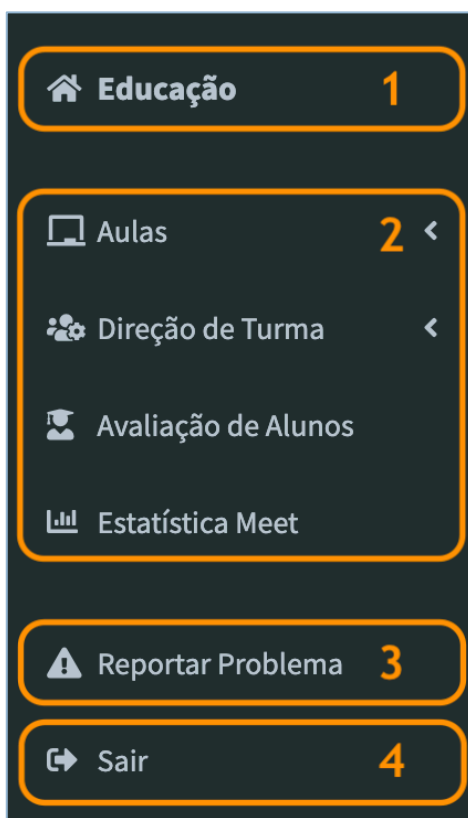 Educação 1
Aulas 2
Direção de Turma
Avaliação de Alunos
Estatística Meet
Reportar Problema 3
Sair 4